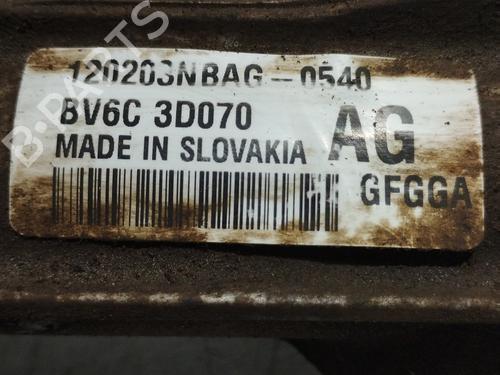 120203NBAG-0540
BV6C 3D070 AG
MADE IN SLOVAKIA
GFGGA
B-PARTS